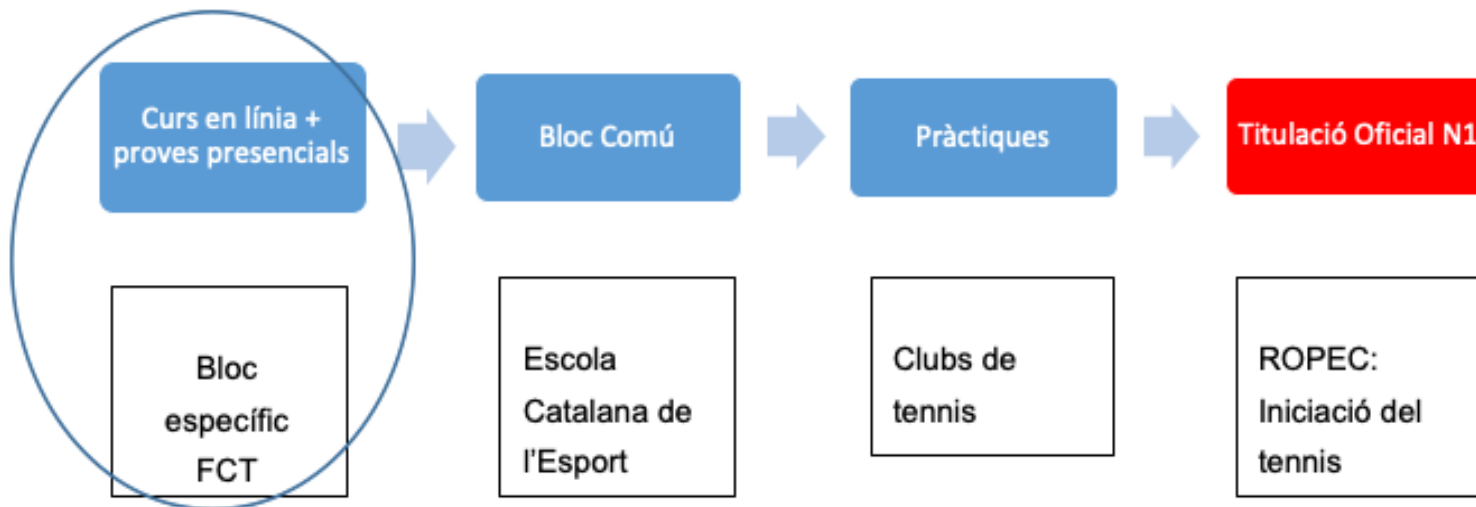 Curs en línia +
proves presencials
Bloc Comú
Pràctiques
Titulació Oficial N1
Bloc
específic
FCT
Escola
Catalana de
l'Esport
Clubs de
tennis
ROPEC:
Iniciació del
tennis